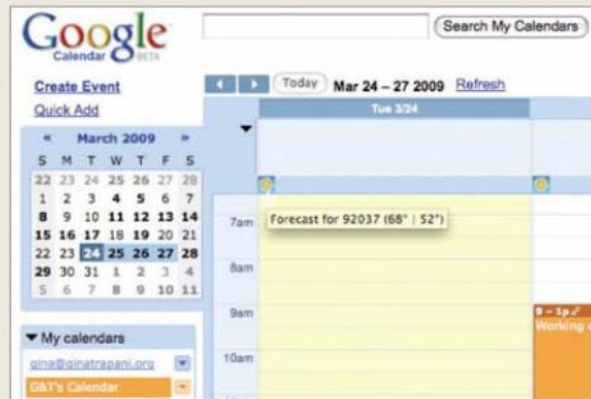 Google
Calendar BETA
Search My Calendars
Create Event
Quick Add
Today Mar 24 – 27 2009 Refresh
Tue 3/24
« March 2009 »
S M T W T F S
22 23 24 25 26 27 28
1 2 3 4 5 6 7
8 9 10 11 12 13 14
15 16 17 18 19 20 21
22 23 24 25 26 27 28
29 30 31 1 2 3 4
5 6 7 8 9 10 11
Forecast for 92037 (68° | 52°)
7am
8am
9am
10am
9 – 1p
Working
My calendars
gina@ginatrapani.org
G&T's Calendar